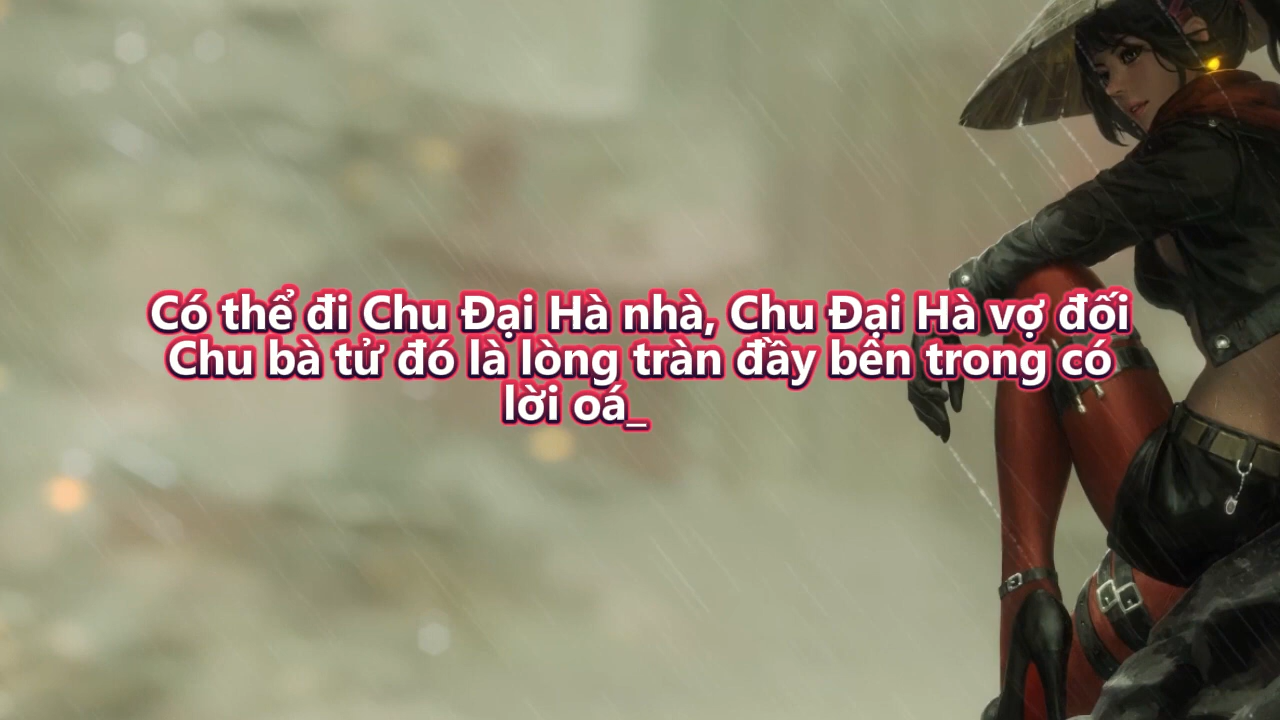 Có thể đi Chu Đại Hà nhà, Chu Đại Hà vợ đối
Chu bà tử đó là lòng tràn đầy bên trong có
lời oá_